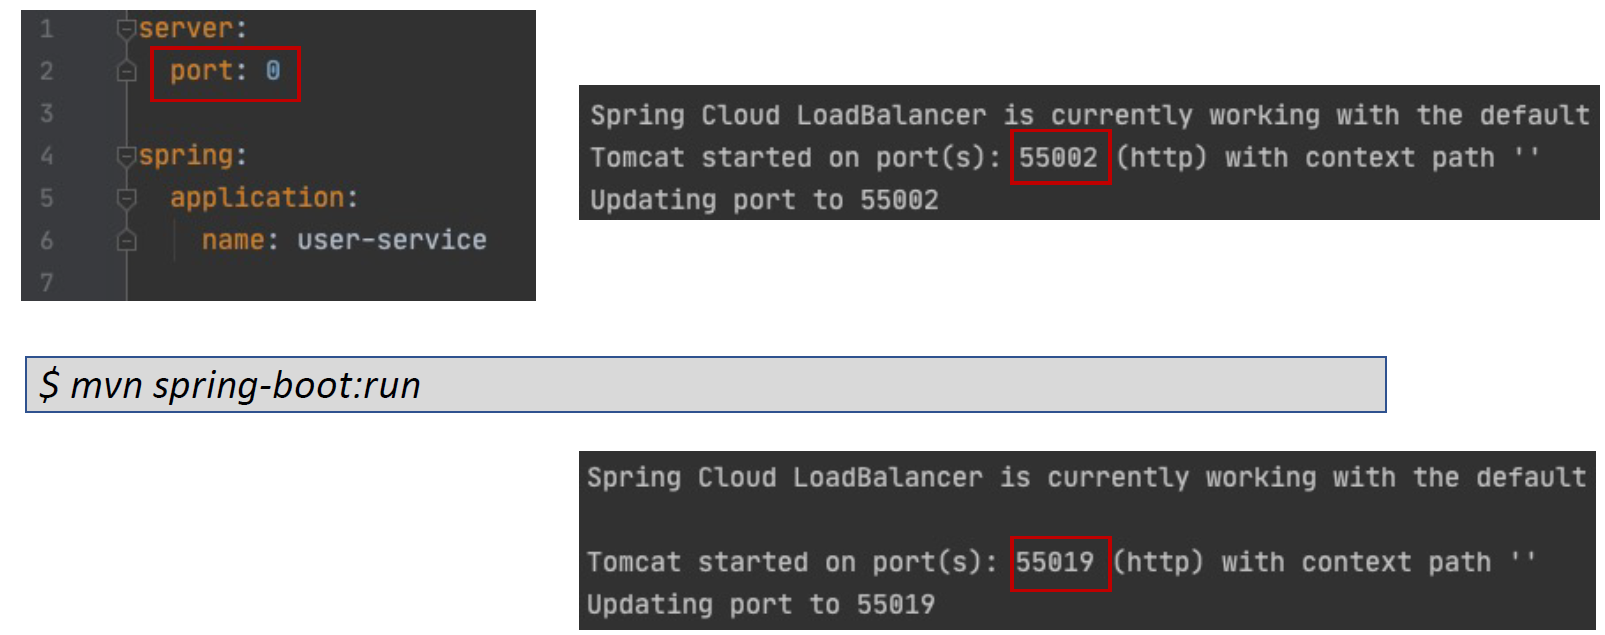 1 server:
2 port: 0
3
4 spring:
5 application:
6 name: user-service
7
Spring Cloud LoadBalancer is currently working with the default
Tomcat started on port(s): 55002 (http) with context path ''
Updating port to 55002
$ mvn spring-boot:run
Spring Cloud LoadBalancer is currently working with the default
Tomcat started on port(s): 55019 (http) with context path ''
Updating port to 55019